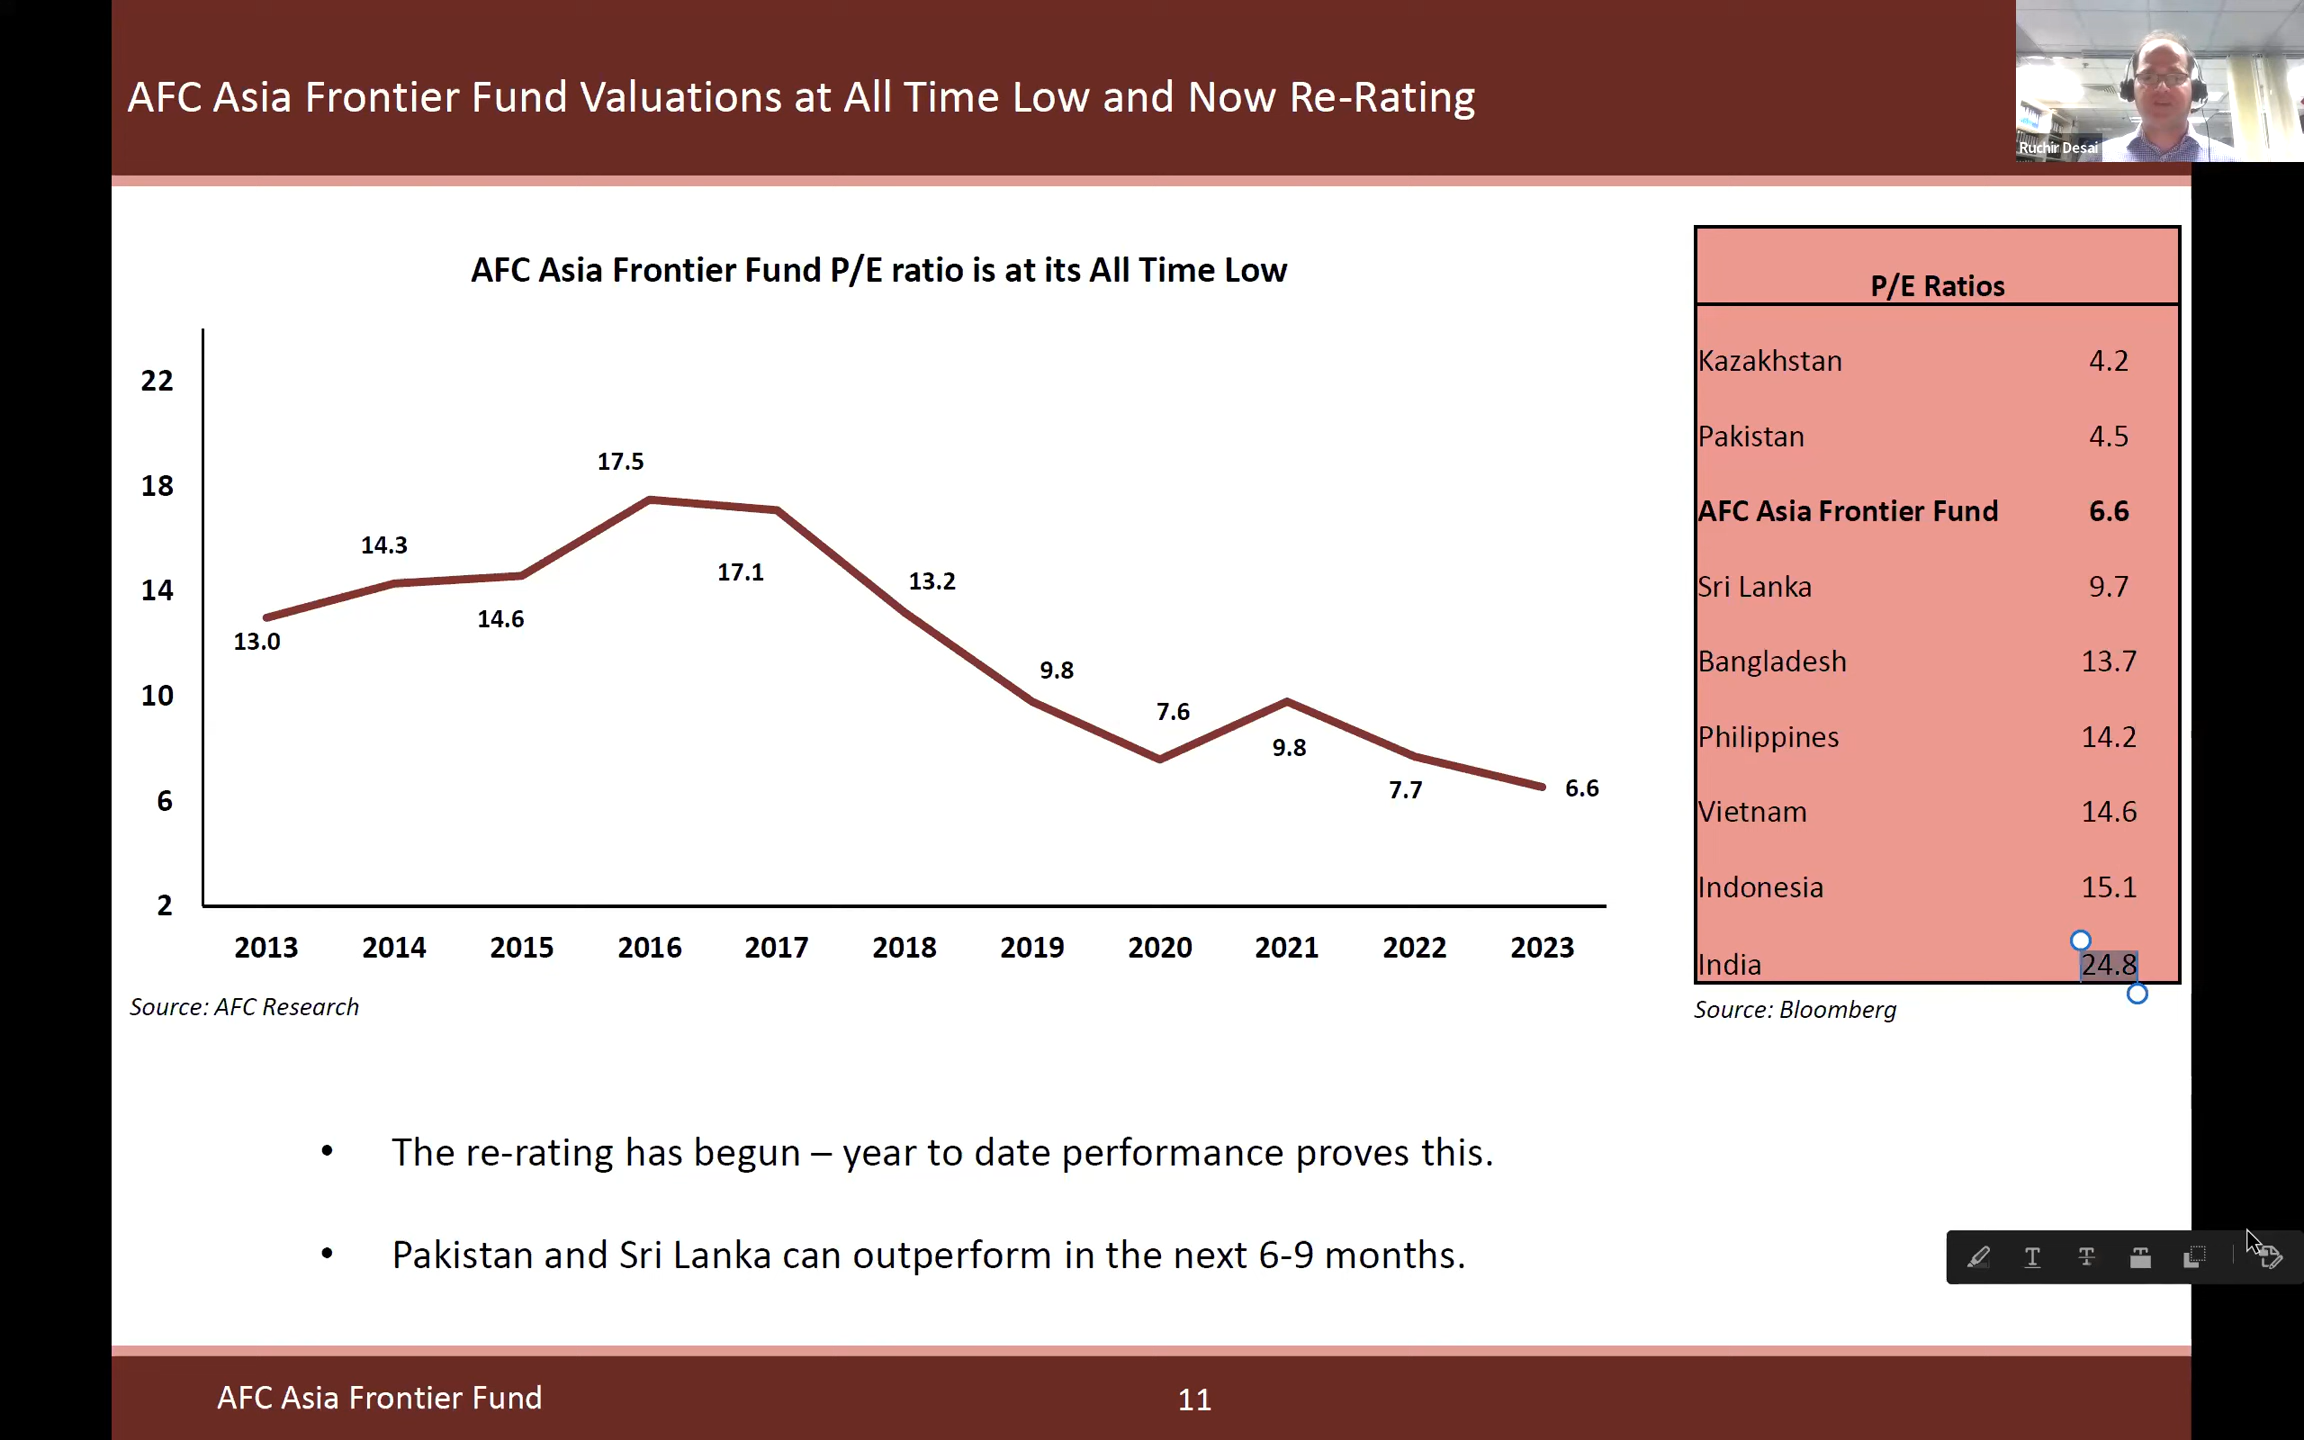 AFC Asia Frontier Fund Valuations at All Time Low and Now Re-Rating
Ruchir Desai
AFC Asia Frontier Fund P/E ratio is at its All Time Low
22
18
14
10
6
2
13.0
14.3
14.6
17.5
17.1
13.2
9.8
7.6
9.8
7.7
6.6
2013 2014 2015 2016 2017 2018 2019 2020 2021 2022 2023
Source: AFC Research
P/E Ratios
Kazakhstan 4.2
Pakistan 4.5
AFC Asia Frontier Fund 6.6
Sri Lanka 9.7
Bangladesh 13.7
Philippines 14.2
Vietnam 14.6
Indonesia 15.1
India 24.8
Source: Bloomberg
• The re-rating has begun – year to date performance proves this.
• Pakistan and Sri Lanka can outperform in the next 6-9 months.
AFC Asia Frontier Fund
11